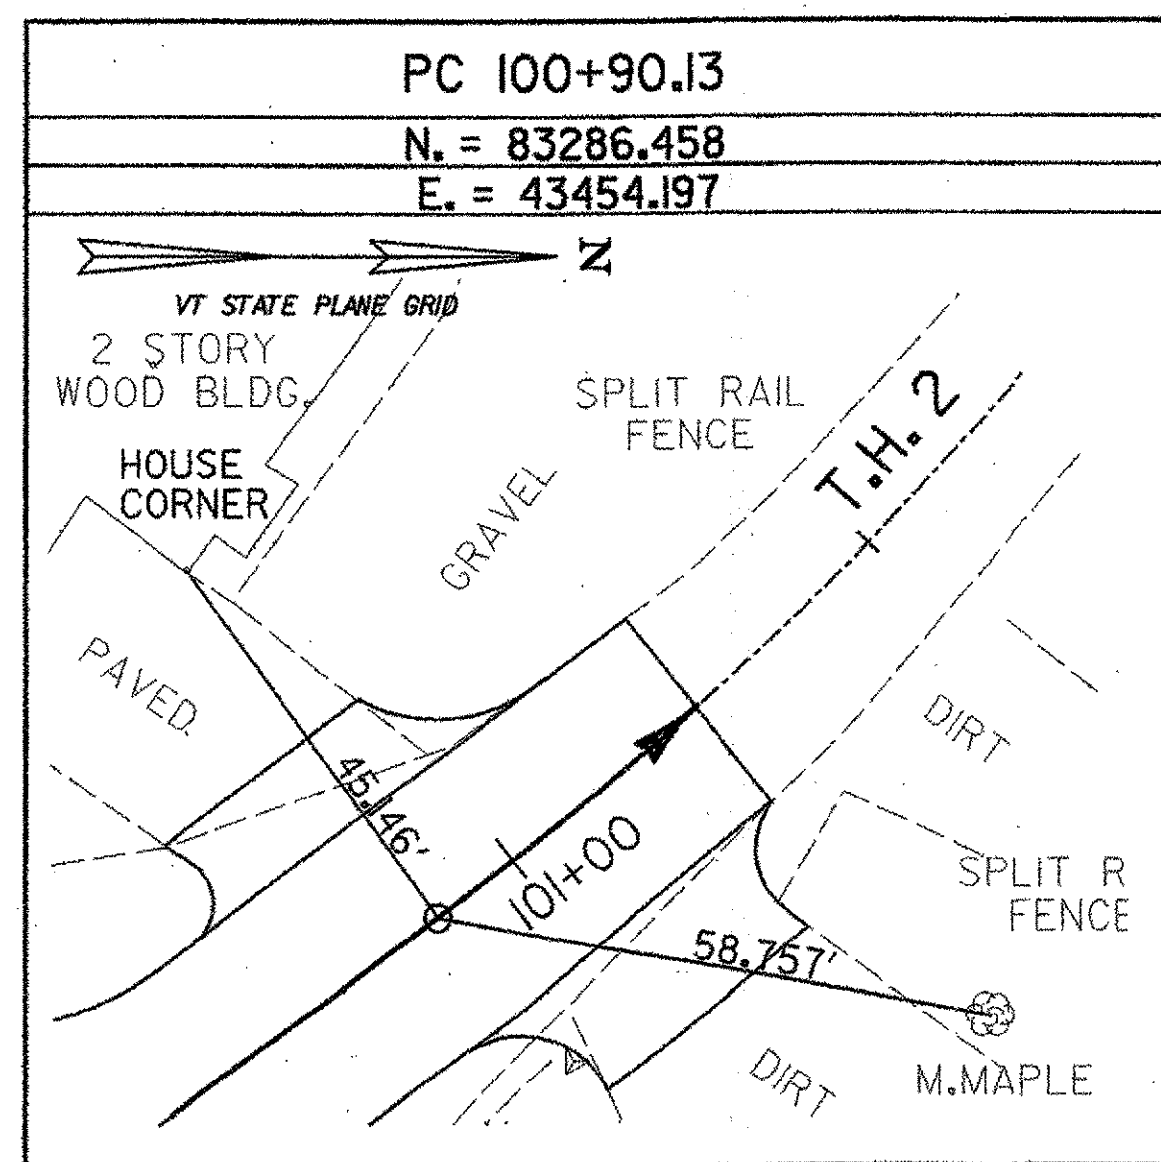 PC 100+90.13
N. = 83286.458
E. = 43454.197
N
VT STATE PLANE GRID
2 STORY
WOOD BLDG.
SPLIT RAIL
FENCE
T.H. 2
HOUSE
CORNER
GRAVEL
PAVED
DIRT
45.46'
101+00
SPLIT R
FENCE
58.757'
DIRT
M.MAPLE